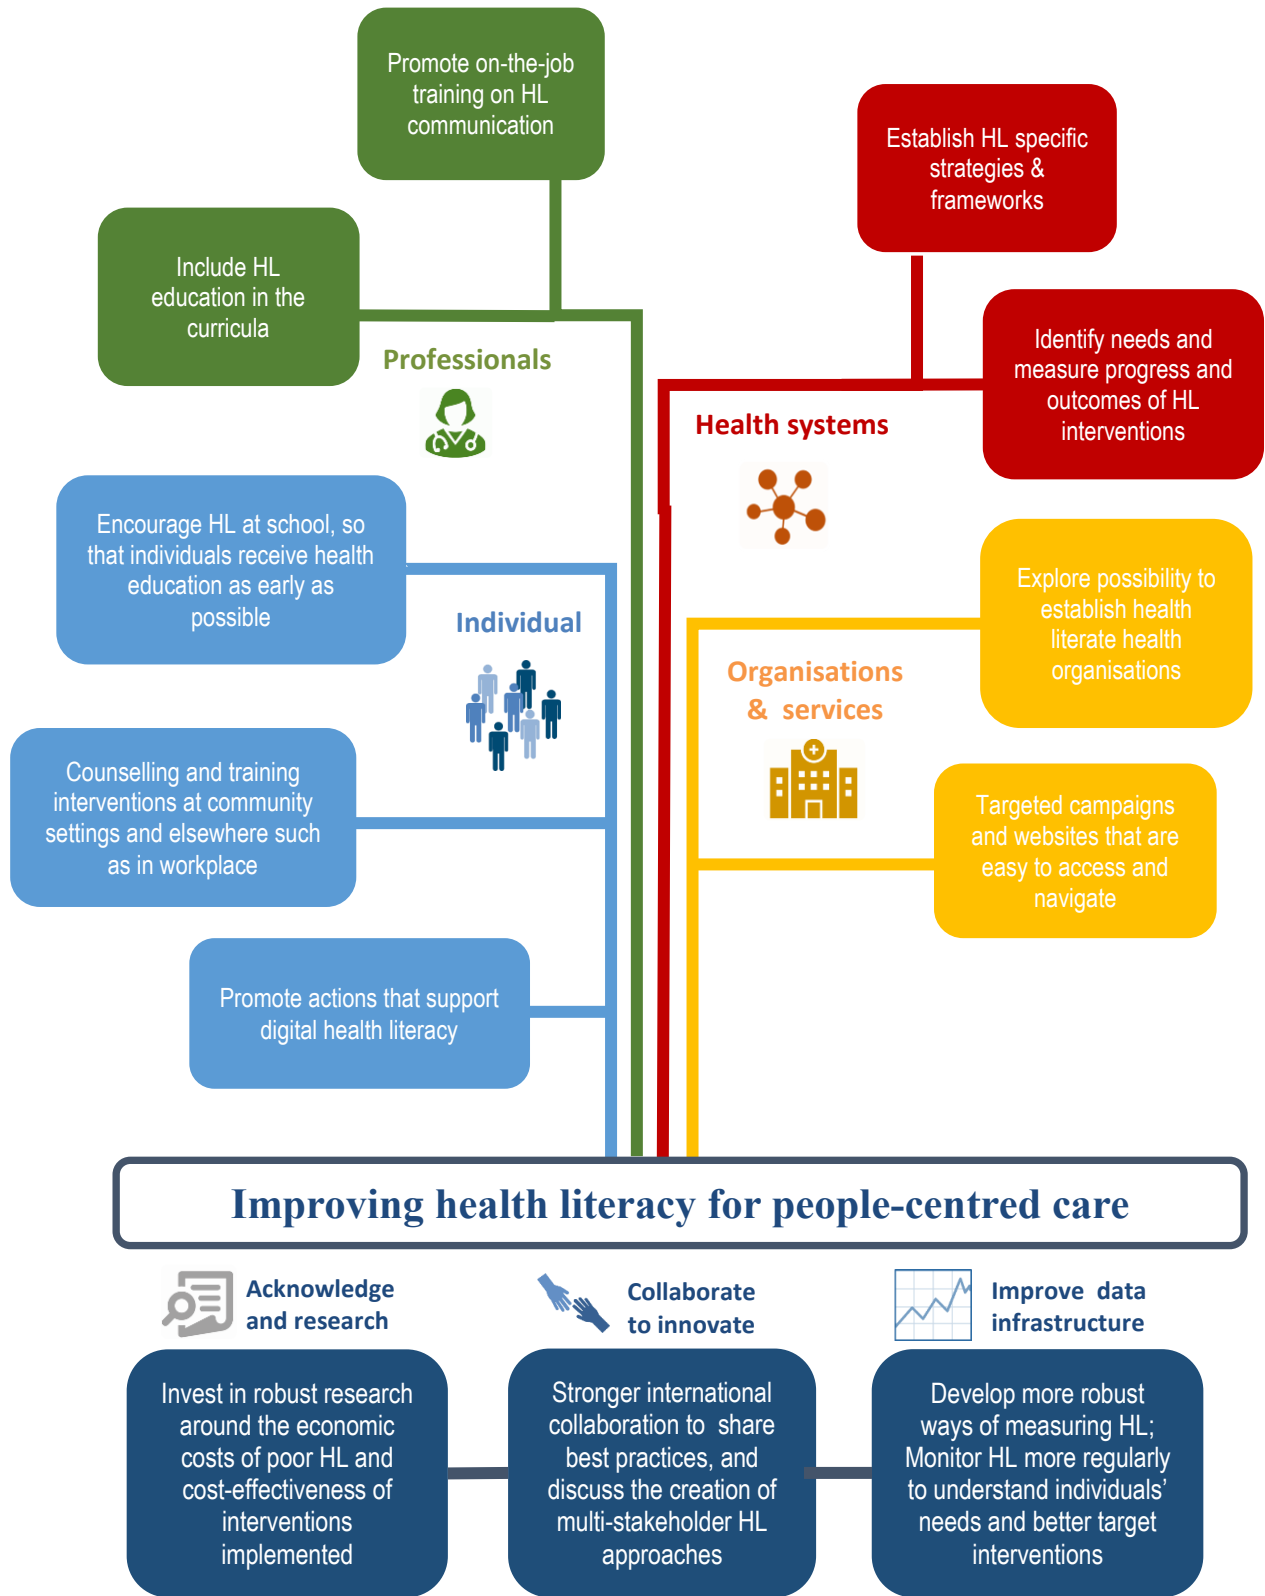 Promote on-the-job
training on HL
communication
Establish HL specific
strategies &
frameworks
Include HL
education in the
curricula
Professionals
Identify needs and
measure progress and
outcomes of HL
interventions
Health systems
Encourage HL at school, so
that individuals receive health
education as early as
possible
Individual
Explore possibility to
establish health
literate health
organisations
Organisations
& services
Counselling and training
interventions at community
settings and elsewhere such
as in workplace
Targeted campaigns
and websites that are
easy to access and
navigate
Promote actions that support
digital health literacy
Improving health literacy for people-centred care
Acknowledge
and research
Collaborate
to innovate
Improve data
infrastructure
Invest in robust research
around the economic
costs of poor HL and
cost-effectiveness of
interventions
implemented
Stronger international
collaboration to share
best practices, and
discuss the creation of
multi-stakeholder HL
approaches
Develop more robust
ways of measuring HL;
Monitor HL more regularly
to understand individuals’
needs and better target
interventions